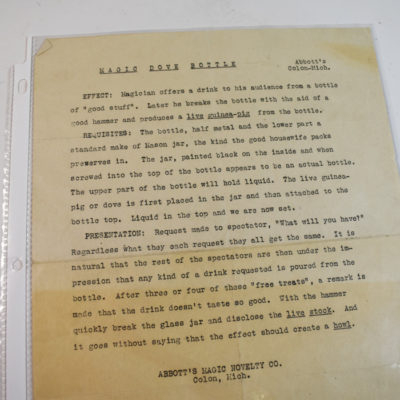 MAGIC DOVE BOTTLE
Abbott's
Colon-Mich.
EFFECT: Magician offers a drink to his audience from a bottle
of "good stuff". Later he breaks the bottle with the aid of a
good hammer and produces a live guinea-pig from the bottle.
REQUISITES: The bottle, half metal and the lower part a
standard make of Mason jar, the kind the good housewife packs
preserves in. The jar, painted black on the inside and when
screwed into the top of the bottle appears to be an actual bottle.
The upper part of the bottle will hold liquid. The live guinea-
pig or dove is first placed in the jar and then attached to the
bottle top. Liquid in the top and we are now set.
PRESENTATION: Request made to spectator, "What will you have?"
Regardless what they each request they all get the same. It is
natural that the rest of the spectators are then under the im-
pression that any kind of a drink requested is poured from the
bottle. After three or four of these "free treats", a remark is
made that the drink doesn't taste so good. With the hammer
quickly break the glass jar and disclose the live stock. And
it goes without saying that the effect should create a howl.
ABBOTT'S MAGIC NOVELTY CO.
Colon, Mich.